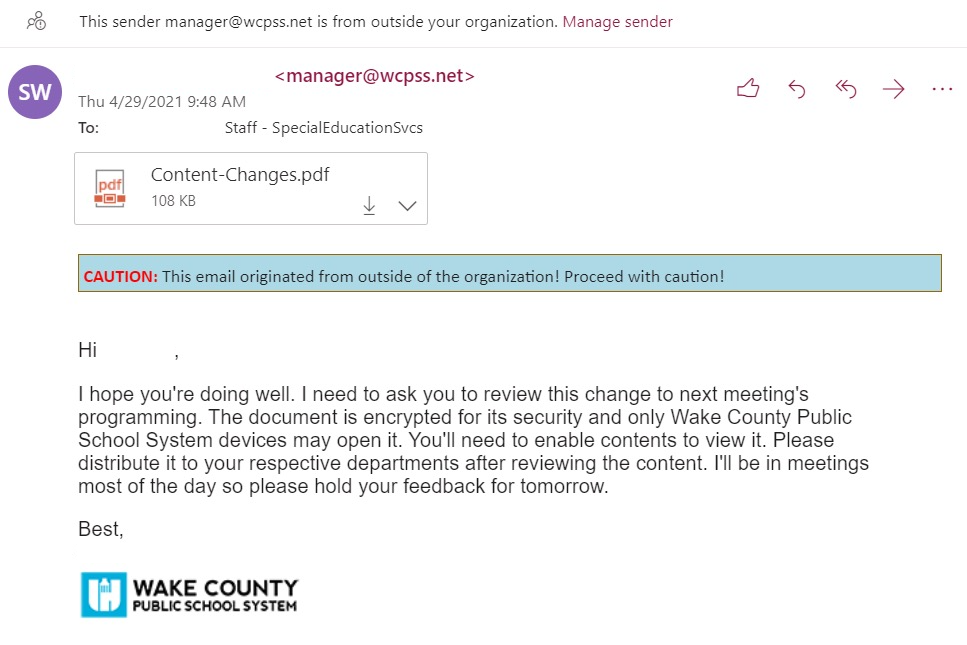 This sender manager@wcpss.net is from outside your organization. Manage sender
SW
<manager@wcpss.net>
Thu 4/29/2021 9:48 AM
To: Staff - SpecialEducationSvcs
pdf
Content-Changes.pdf
108 KB
CAUTION: This email originated from outside of the organization! Proceed with caution!
Hi ,
I hope you're doing well. I need to ask you to review this change to next meeting's
programming. The document is encrypted for its security and only Wake County Public
School System devices may open it. You'll need to enable contents to view it. Please
distribute it to your respective departments after reviewing the content. I'll be in meetings
most of the day so please hold your feedback for tomorrow.
Best,
WAKE COUNTY
PUBLIC SCHOOL SYSTEM